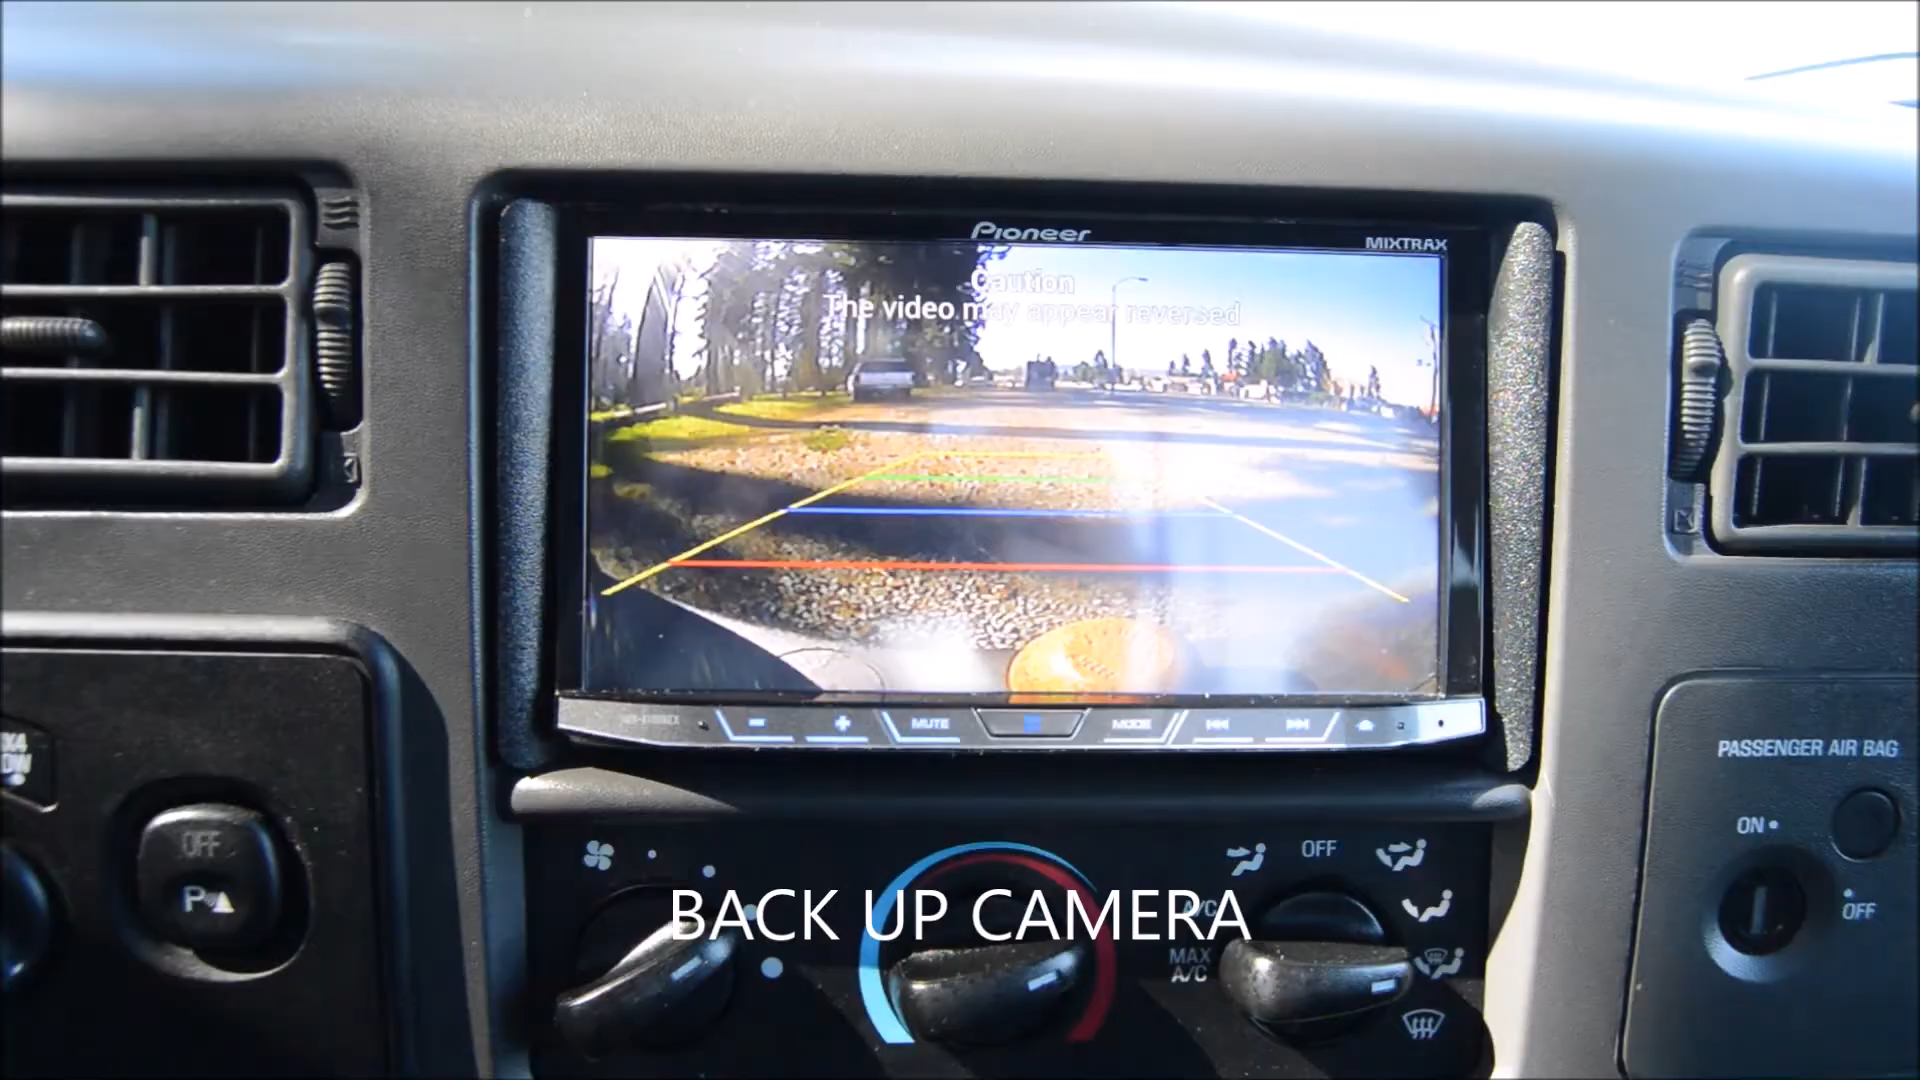 Pioneer
MIXTRAX
Caution
The video may appear reversed
MUTE
MODE
PASSENGER AIR BAG
ON
OFF
OFF
P
OFF
A/C
MAX
A/C
BACK UP CAMERA